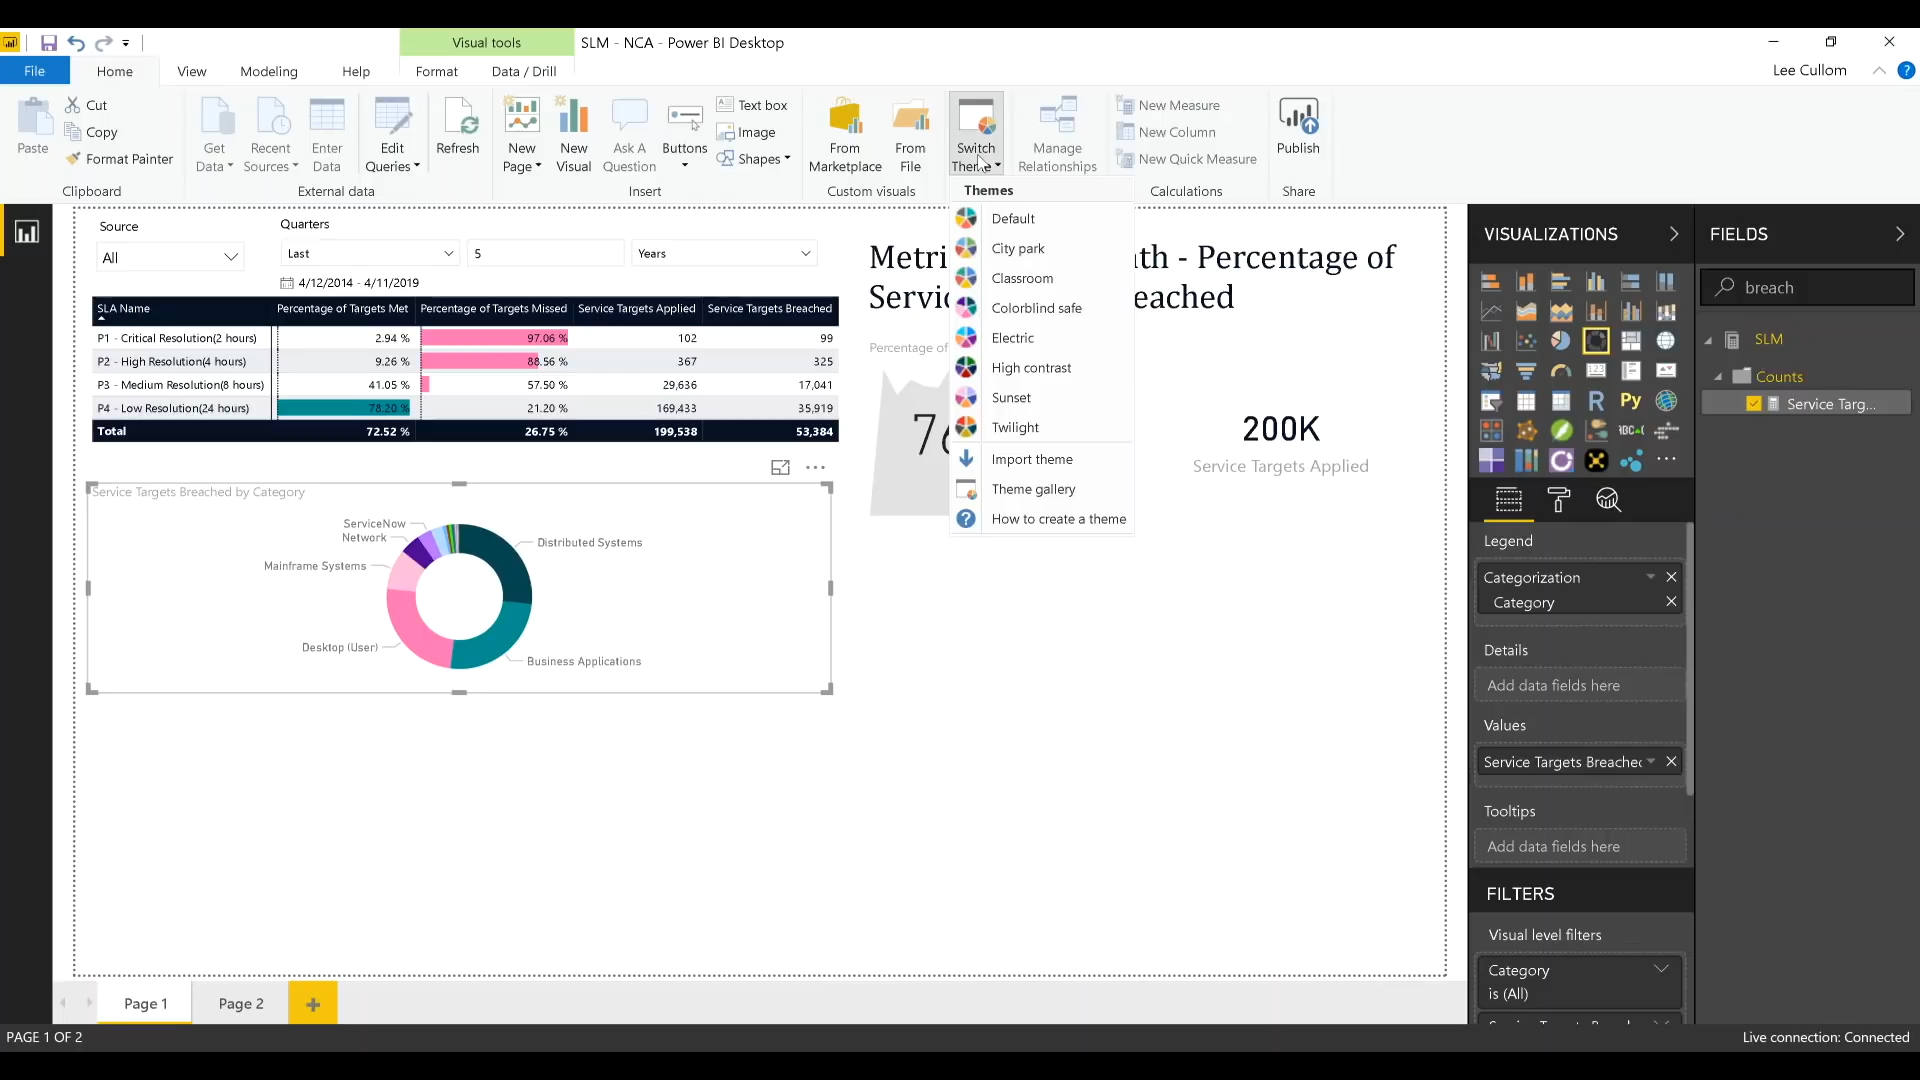 Visual tools
SLM - NCA - Power BI Desktop
File
Home
View
Modeling
Help
Format
Data / Drill
Lee Cullom
?
Paste
Cut
Copy
Format Painter
Clipboard
Get
Data
Recent
Sources
Enter
Data
Edit
Queries
Refresh
External data
New
Page
New
Visual
Ask A
Question
Buttons
Text box
Image
Shapes
Insert
From
Marketplace
From
File
Custom visuals
Switch
Theme
Manage
Relationships
New Measure
New Column
New Quick Measure
Calculations
Publish
Share
Themes
Default
City park
Classroom
Colorblind safe
Electric
High contrast
Sunset
Twilight
Import theme
Theme gallery
How to create a theme
Source
All
Quarters
Last
5
Years
4/12/2014 - 4/11/2019
SLA Name Percentage of Targets Met Percentage of Targets Missed Service Targets Applied Service Targets Breached
P1 - Critical Resolution(2 hours) 2.94 % 97.06 % 102 99
P2 - High Resolution(4 hours) 9.26 % 88.56 % 367 325
P3 - Medium Resolution(8 hours) 41.05 % 57.50 % 29,636 17,041
P4 - Low Resolution(24 hours) 78.20 % 21.20 % 169,433 35,919
Total 72.52 % 26.75 % 199,538 53,384
- Percentage of
Percentage of
200K
Service Targets Applied
Service Targets Breached by Category
ServiceNow
Network
Mainframe Systems
Desktop (User)
Distributed Systems
Business Applications
VISUALIZATIONS
R
Py
Legend
Categorization
Category
Details
Add data fields here
Values
Service Targets Breached
Tooltips
Add data fields here
FILTERS
Visual level filters
Category
is (All)
FIELDS
breach
SLM
Counts
Service Targ...
Page 1
Page 2
PAGE 1 OF 2
Live connection: Connected